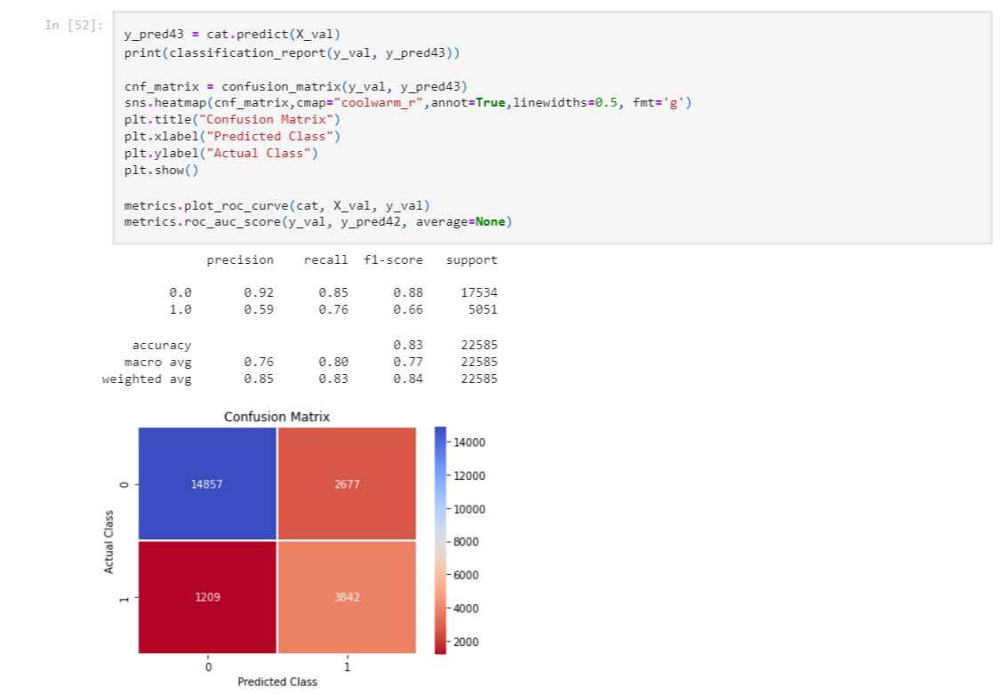 In [52]:
y_pred43 = cat.predict(X_val)
print(classification_report(y_val, y_pred43))
cnf_matrix = confusion_matrix(y_val, y_pred43)
sns.heatmap(cnf_matrix,cmap="coolwarm_r",annot=True,linewidths=0.5, fmt='g')
plt.title("Confusion Matrix")
plt.xlabel("Predicted Class")
plt.ylabel("Actual Class")
plt.show()
metrics.plot_roc_curve(cat, X_val, y_val)
metrics.roc_auc_score(y_val, y_pred42, average=None)
precision recall f1-score support
0.0 0.92 0.85 0.88 17534
1.0 0.59 0.76 0.66 5051
accuracy 0.83 22585
macro avg 0.76 0.80 0.77 22585
weighted avg 0.85 0.83 0.84 22585
Confusion Matrix
14000
12000
10000
8000
6000
4000
2000
Actual Class
0
14857 2677
1
1209 3842
0 1
Predicted Class